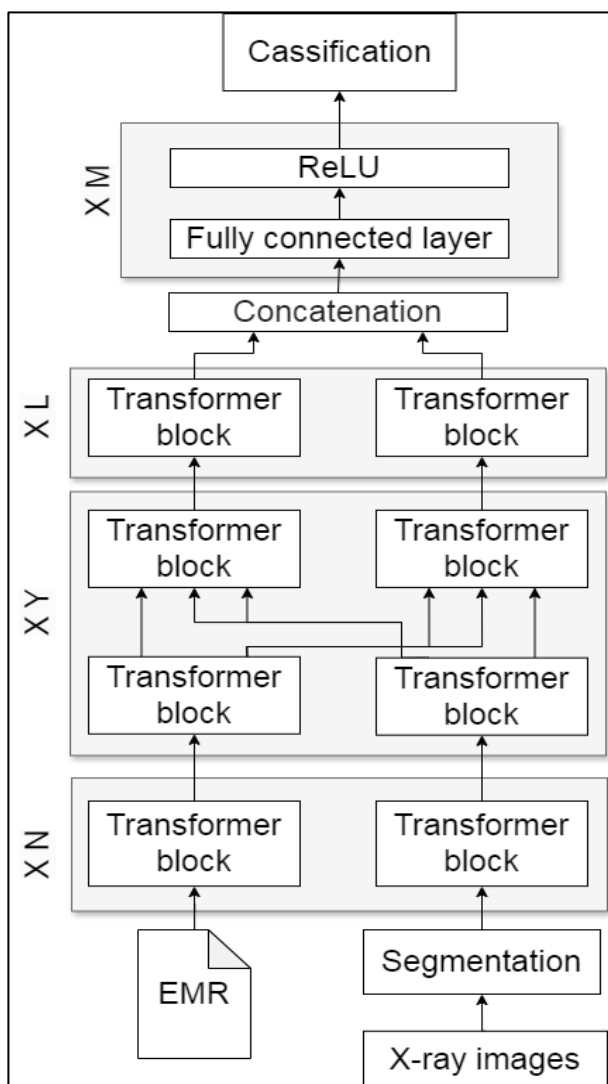 Cassification
X M
ReLU
Fully connected layer
Concatenation
X L
Transformer
block
Transformer
block
X Y
Transformer
block
Transformer
block
Transformer
block
Transformer
block
X N
Transformer
block
Transformer
block
EMR
Segmentation
X-ray images